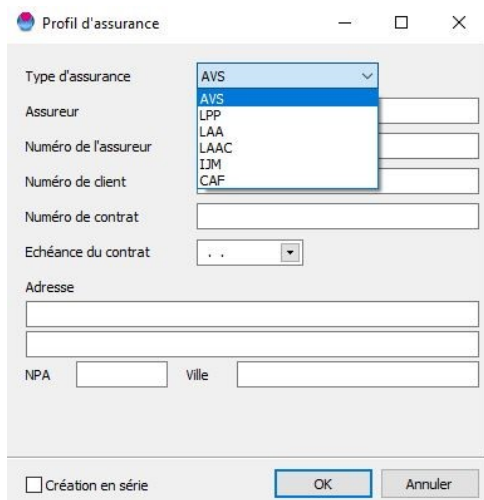 Profil d'assurance
Type d'assurance AVS
AVS
Assureur
LPP
LAA
Numéro de l'assureur
LAAC
IJM
Numéro de client
CAF
Numéro de contrat
Echéance du contrat . .
Adresse
NPA Ville
Création en série OK Annuler